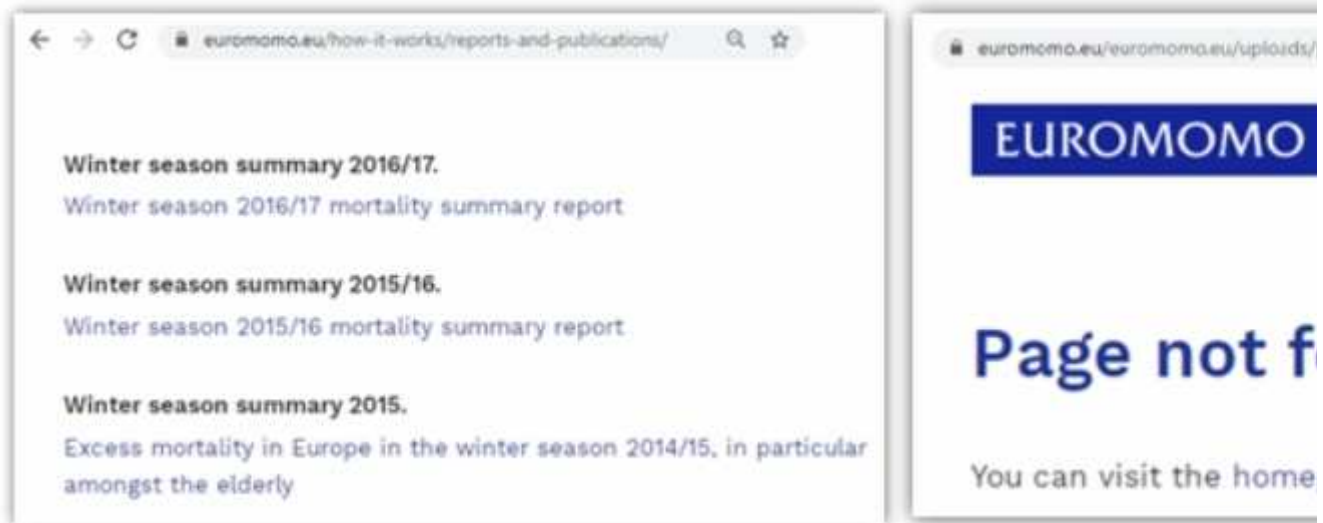 euromomo.eu/how-it-works/reports-and-publications/
Winter season summary 2016/17.
Winter season 2016/17 mortality summary report
Winter season summary 2015/16.
Winter season 2015/16 mortality summary report
Winter season summary 2015.
Excess mortality in Europe in the winter season 2014/15, in particular
amongst the elderly
euromomo.eu/euromomo.eu/uploads/
EUROMOMO
Page not
You can visit the